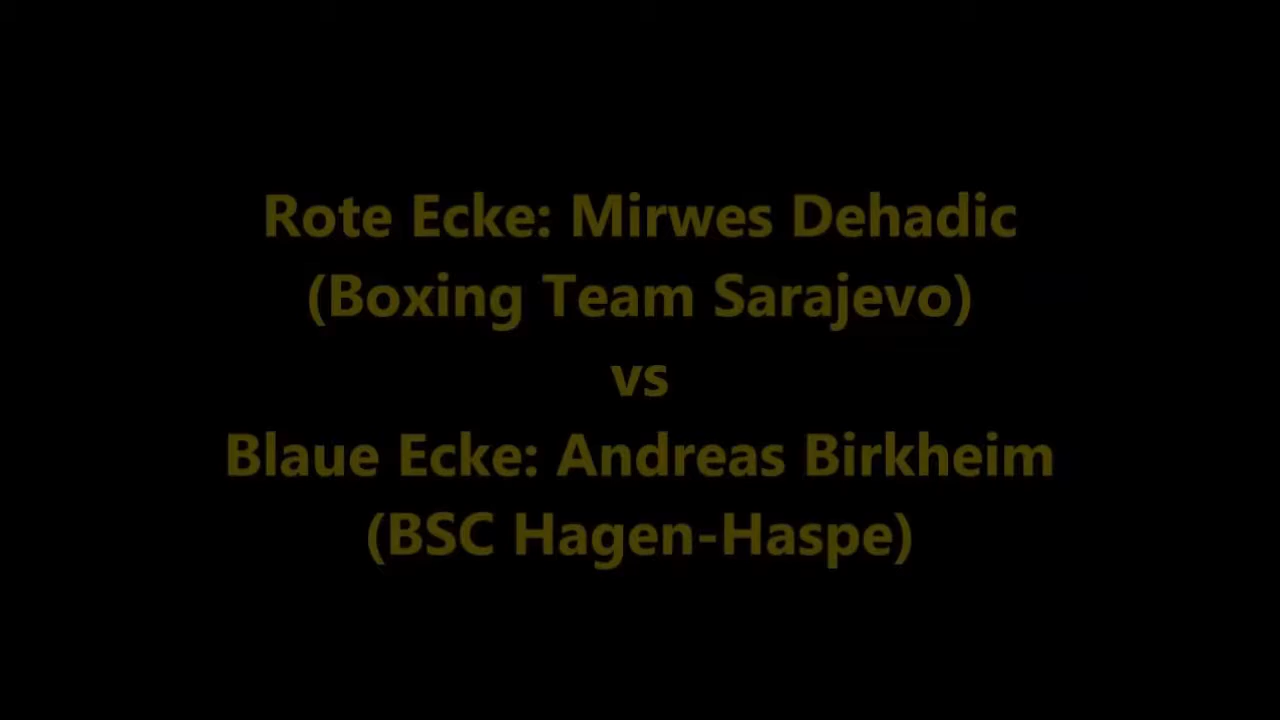 Rote Ecke: Mirwes Dehadic
(Boxing Team Sarajevo)
vs
Blaue Ecke: Andreas Birkheim
(BSC Hagen-Haspe)